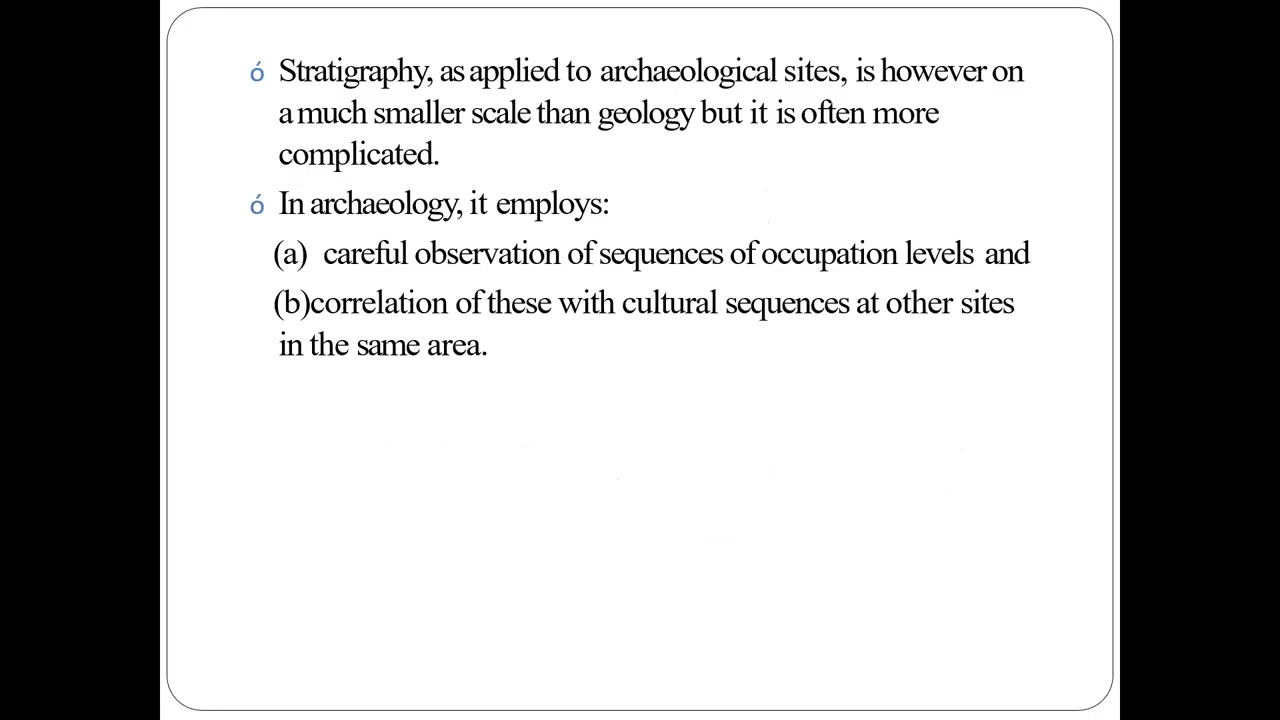 ó Stratigraphy, as applied to archaeological sites, is however on
a much smaller scale than geology but it is often more
complicated.
ó In archaeology, it employs:
(a) careful observation of sequences of occupation levels and
(b)correlation of these with cultural sequences at other sites
in the same area.